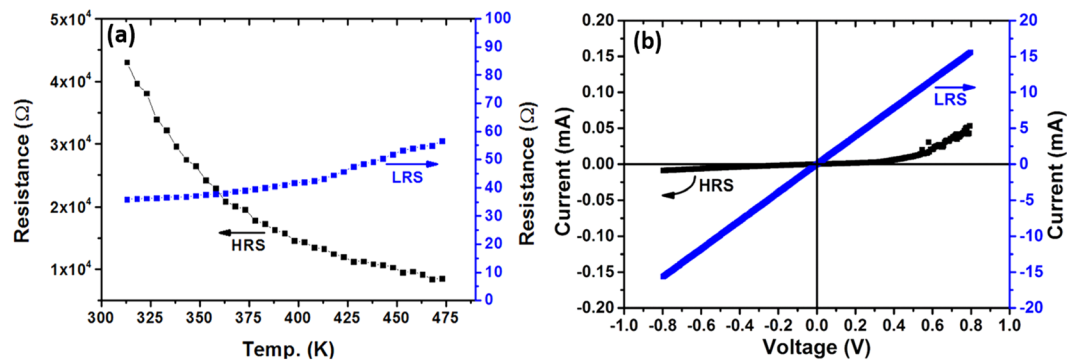 (a)
5x10⁴
4x10⁴
3x10⁴
2x10⁴
1x10⁴
Resistance (Ω)
100
90
80
70
60
50
40
30
20
10
0
Resistance (Ω)
LRS
HRS
300 325 350 375 400 425 450 475
Temp. (K)
(b)
0.20
0.15
0.10
0.05
0.00
-0.05
-0.10
-0.15
-0.20
Current (mA)
20
15
10
5
0
-5
-10
-15
-20
Current (mA)
LRS
HRS
-1.0 -0.8 -0.6 -0.4 -0.2 0.0 0.2 0.4 0.6 0.8 1.0
Voltage (V)